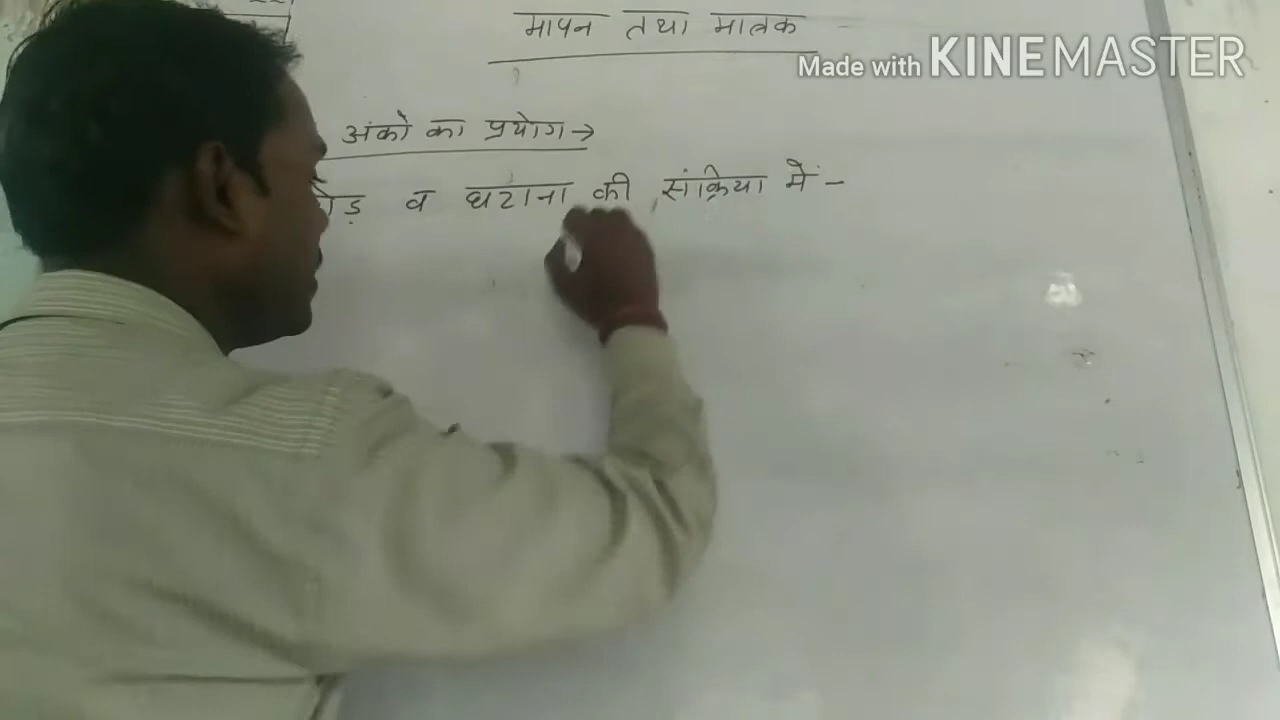 मापन तथा मात्रक
Made with KINEMASTER
अंको का प्रयोग→
व घटाना की संक्रिया में -